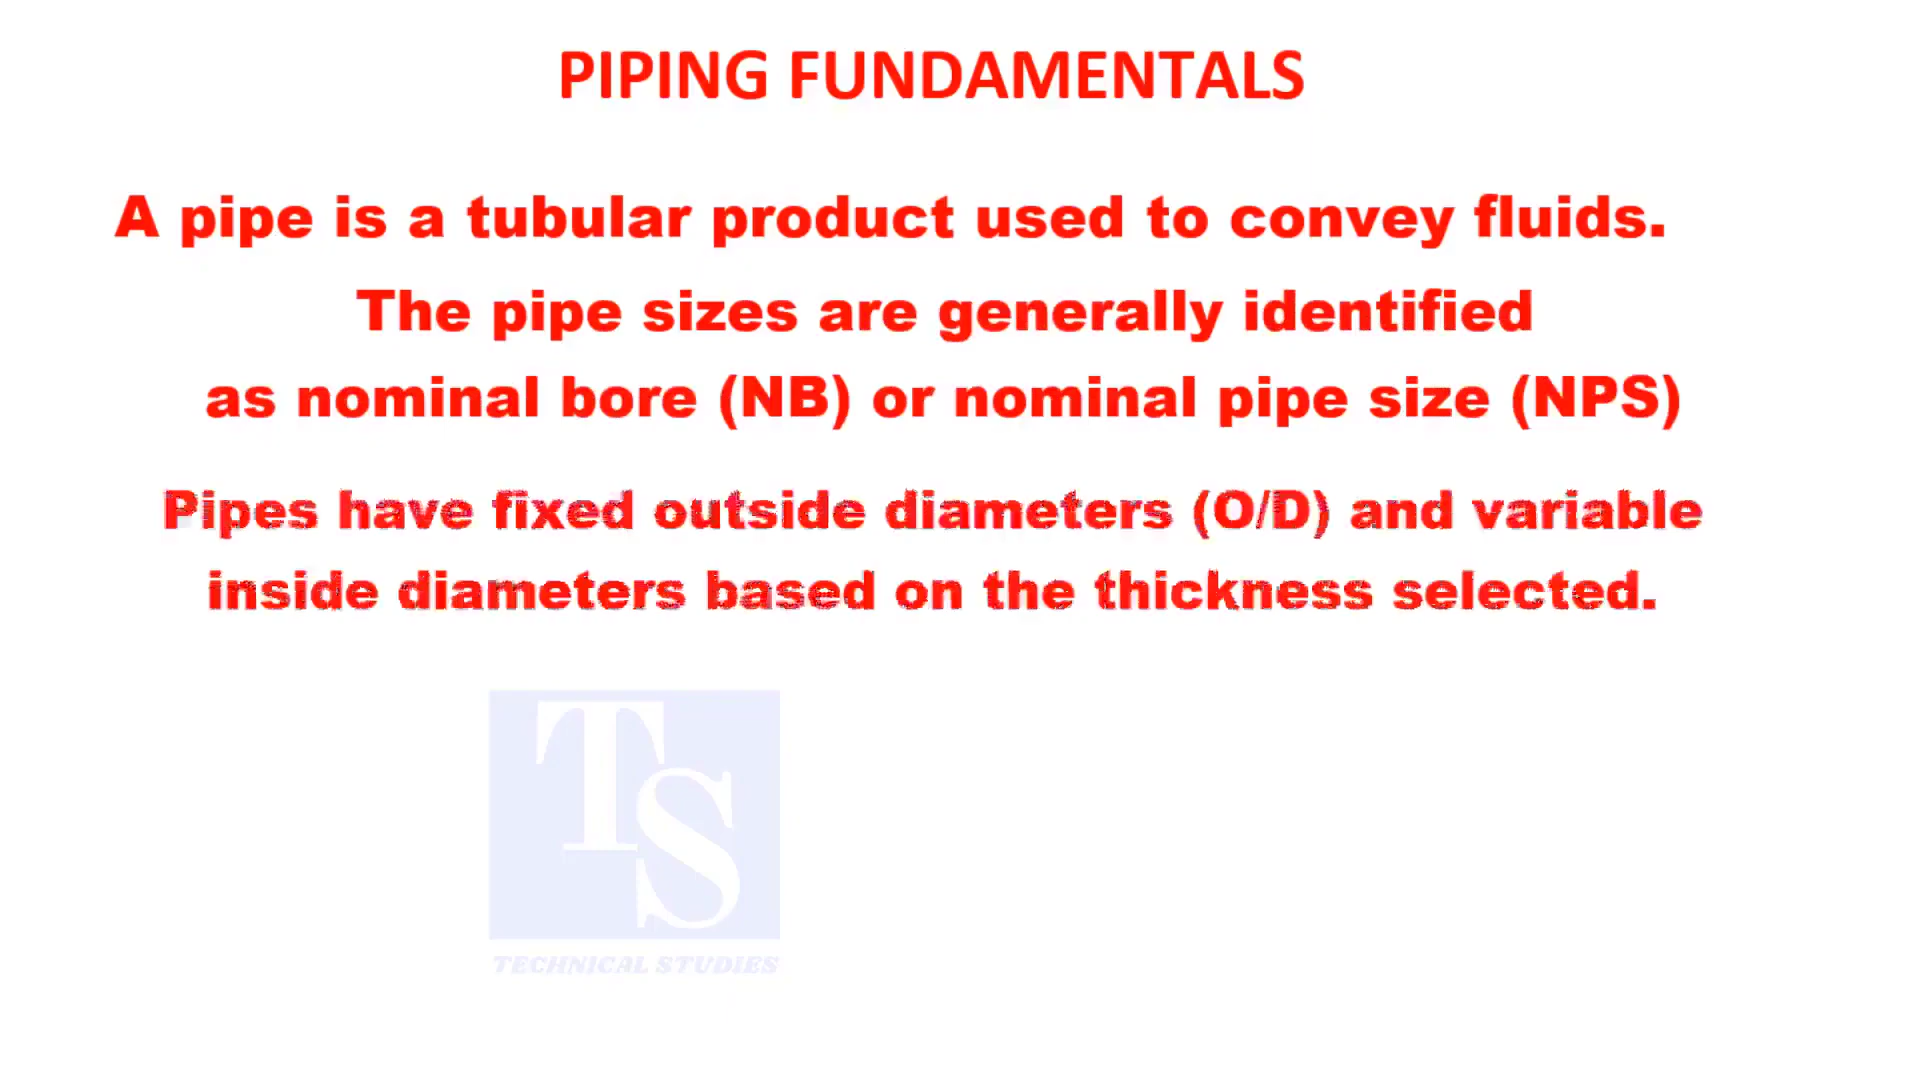 PIPING FUNDAMENTALS
A pipe is a tubular product used to convey fluids.
The pipe sizes are generally identified
as nominal bore (NB) or nominal pipe size (NPS)
Pipes have fixed outside diameters (O/D) and variable
inside diameters based on the thickness selected.
TS
TECHNICAL STUDIES